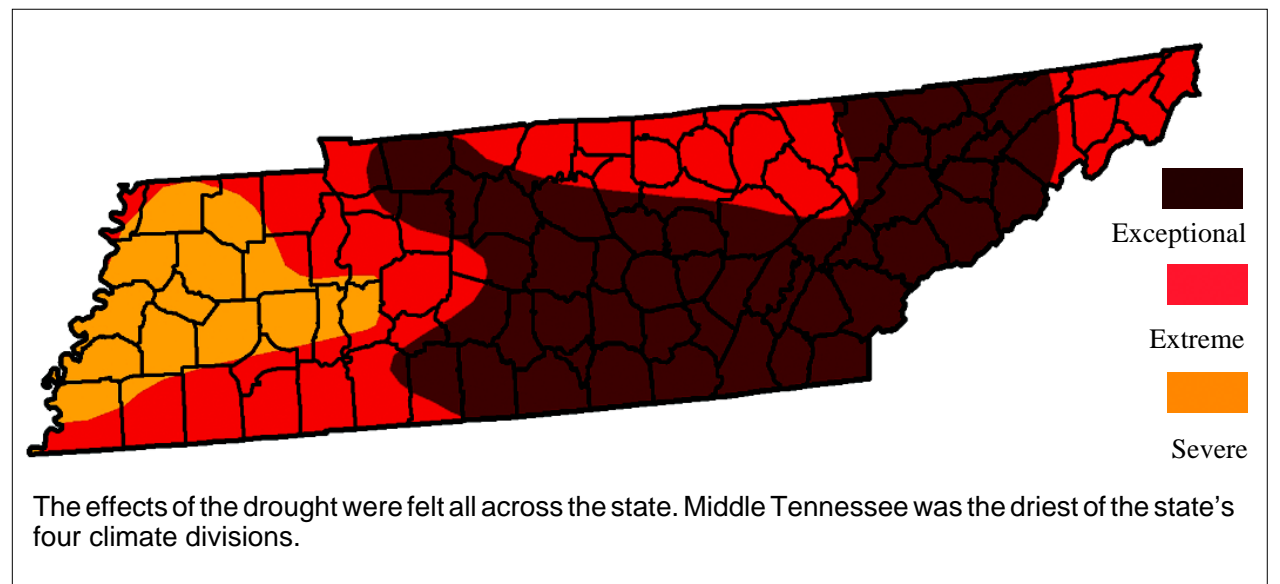 Exceptional
Extreme
Severe
The effects of the drought were felt all across the state. Middle Tennessee was the driest of the state’s
four climate divisions.